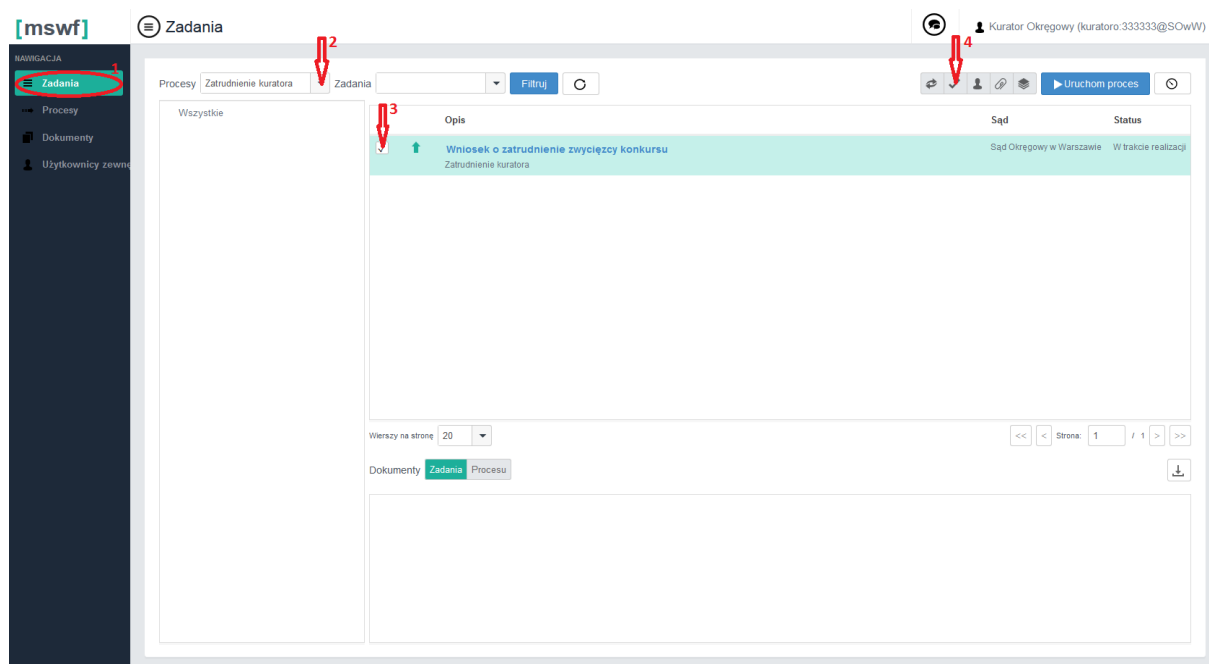 [mswf]
Zadania
Kurator Okręgowy (kuratoro:333333@SOwW)
NAWIGACJA
1
2
4
Zadania
Procesy
Dokumenty
Użytkownicy zewnę
Procesy Zatrudnienie kuratora Zadania Filtruj Uruchom proces
Wszystkie
3
Opis Sąd Status
Wniosek o zatrudnienie zwycięzcy konkursu Sąd Okręgowy w Warszawie W trakcie realizacji
Zatrudnienie kuratora
Wierszy na stronę 20 << < Strona: 1 / 1 > >>
Dokumenty Zadania Procesu